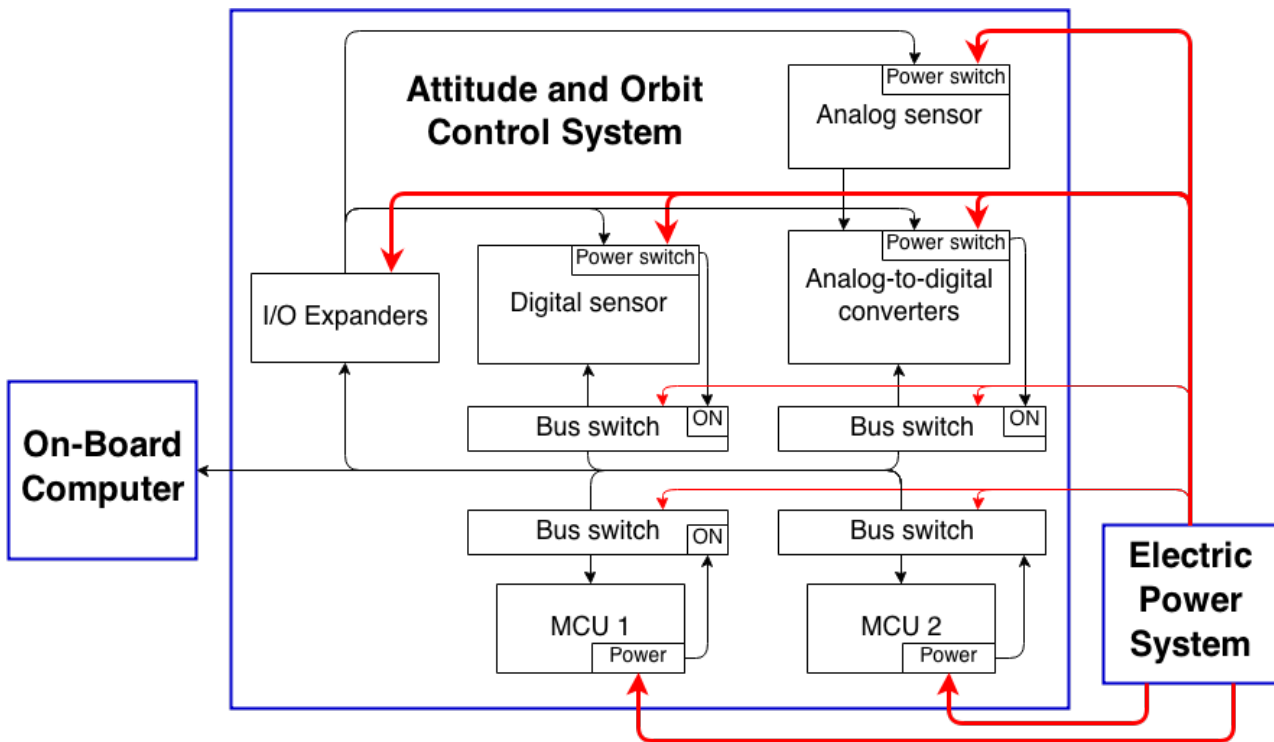 Power switch
Analog sensor
Attitude and Orbit
Control System
Power switch
Power switch
Analog-to-digital
converters
Digital sensor
I/O Expanders
Bus switch
ON
Bus switch
ON
On-Board
Computer
Bus switch
ON
Bus switch
Electric
Power
System
MCU 1
Power
MCU 2
Power